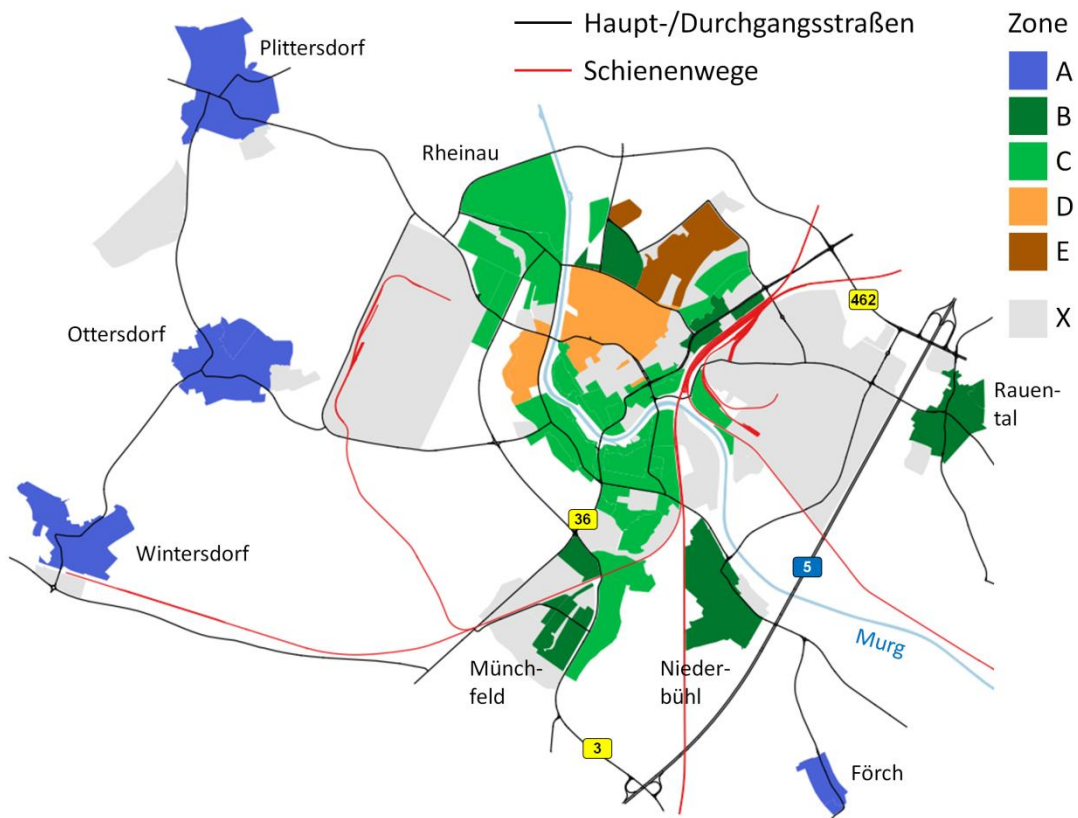 Haupt-/Durchgangsstraßen
Schienenwege
Zone
A
B
C
D
E
X
Plittersdorf
Rheinau
Ottersdorf
462
Rauen-
tal
Wintersdorf
36
5
Murg
Münch-
feld
Nieder-
bühl
3
Förch